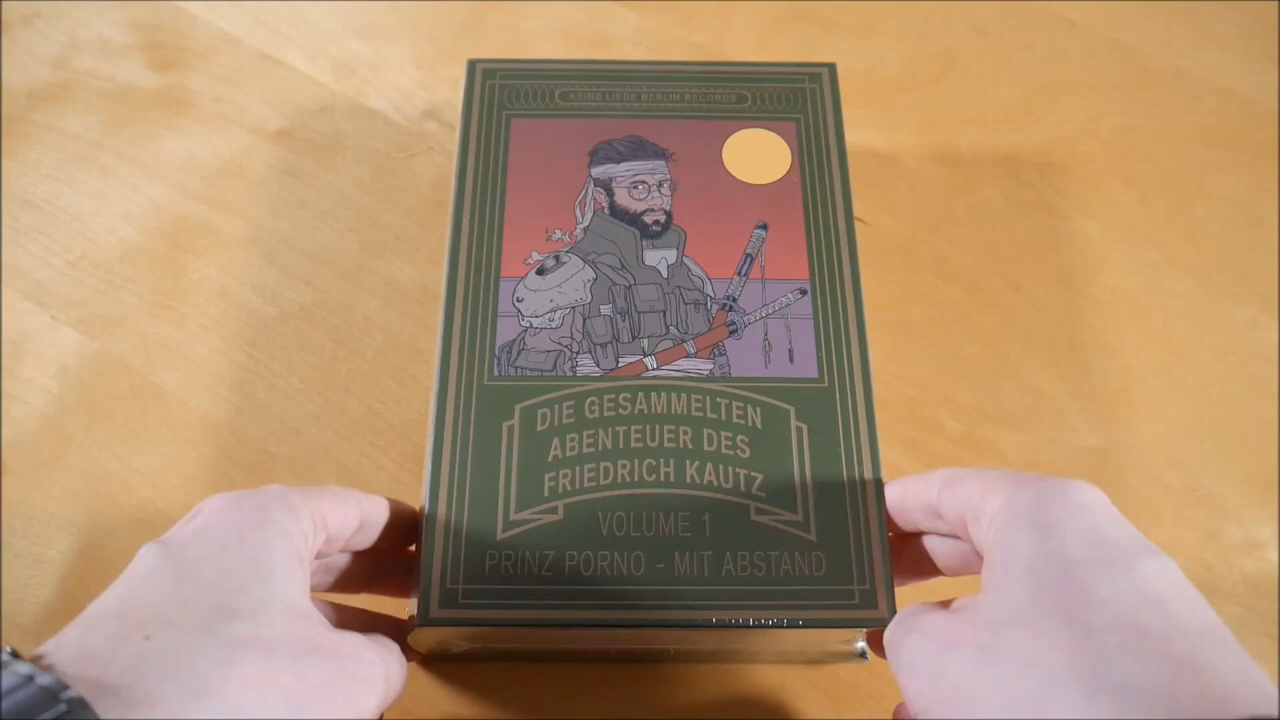 KEINE LIEBE BERLIN RECORDS
DIE GESAMMELTEN
ABENTEUER DES
FRIEDRICH KAUTZ
VOLUME 1
PRINZ PORNO - MIT ABSTAND